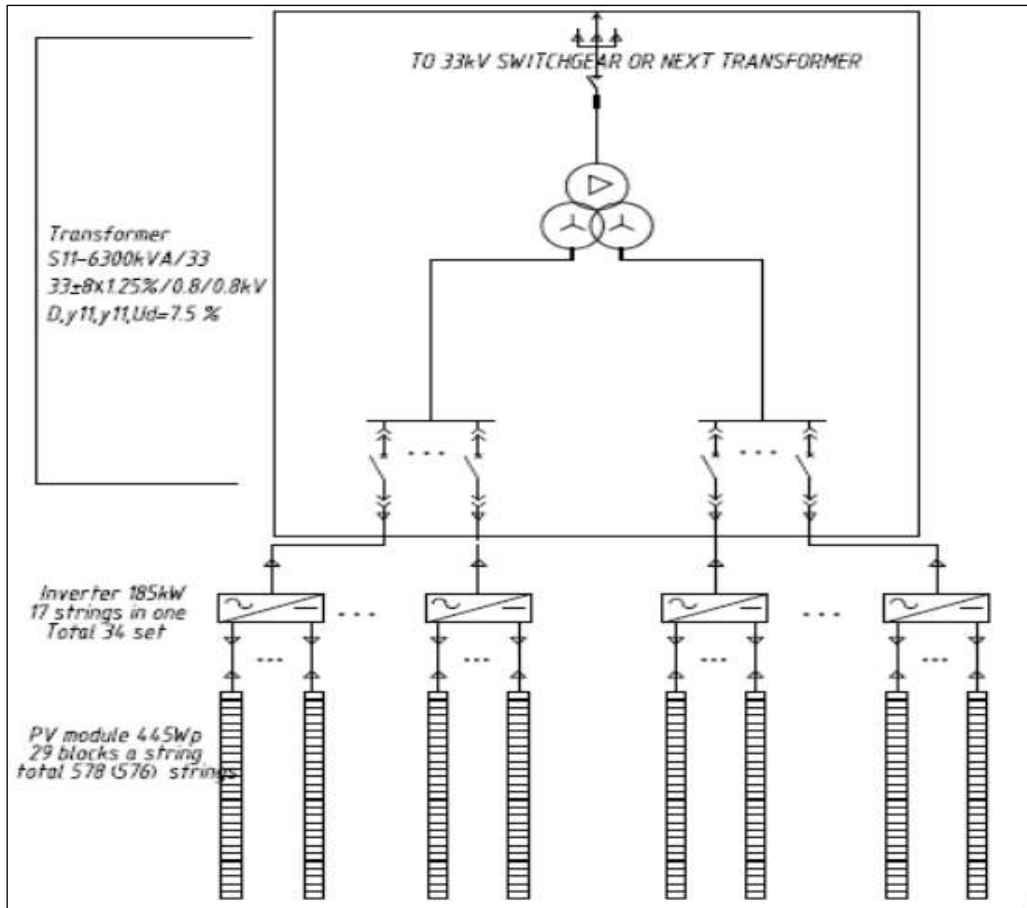 TO 33kV SWITCHGEAR OR NEXT TRANSFORMER
Transformer
S11-6300kVA/33
33±8X1.25%/0.8/0.8kV
D,y11,y11,Ud=7.5 %
Inverter 185kW
17 strings in one
Total 34 set
PV module 445Wp
29 blocks a string
total 578 (576) strings